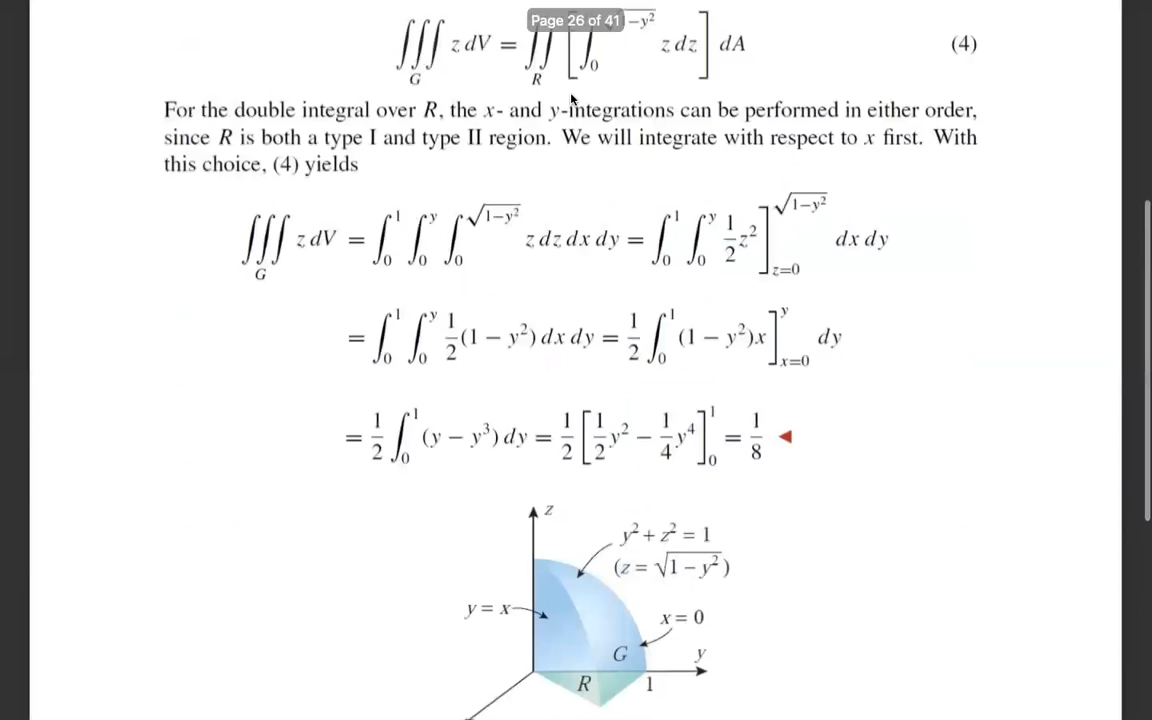 Page 26 of 41
∭_G z dV = ∬_R [∫_0^{√1−y²} z dz] dA (4)
For the double integral over R, the x- and y-integrations can be performed in either order,
since R is both a type I and type II region. We will integrate with respect to x first. With
this choice, (4) yields
∭_G z dV = ∫_0^1 ∫_0^y ∫_0^{√1−y²} z dz dx dy = ∫_0^1 ∫_0^y 1/2 z² ]_{z=0}^{√1−y²} dx dy
= ∫_0^1 ∫_0^y 1/2 (1 − y²) dx dy = 1/2 ∫_0^1 (1 − y²)x ]_{x=0}^y dy
= 1/2 ∫_0^1 (y − y³) dy = 1/2 [1/2 y² − 1/4 y⁴]_0^1 = 1/8 ◄
z
y² + z² = 1
(z = √1 − y²)
y = x
x = 0
G
y
R
1